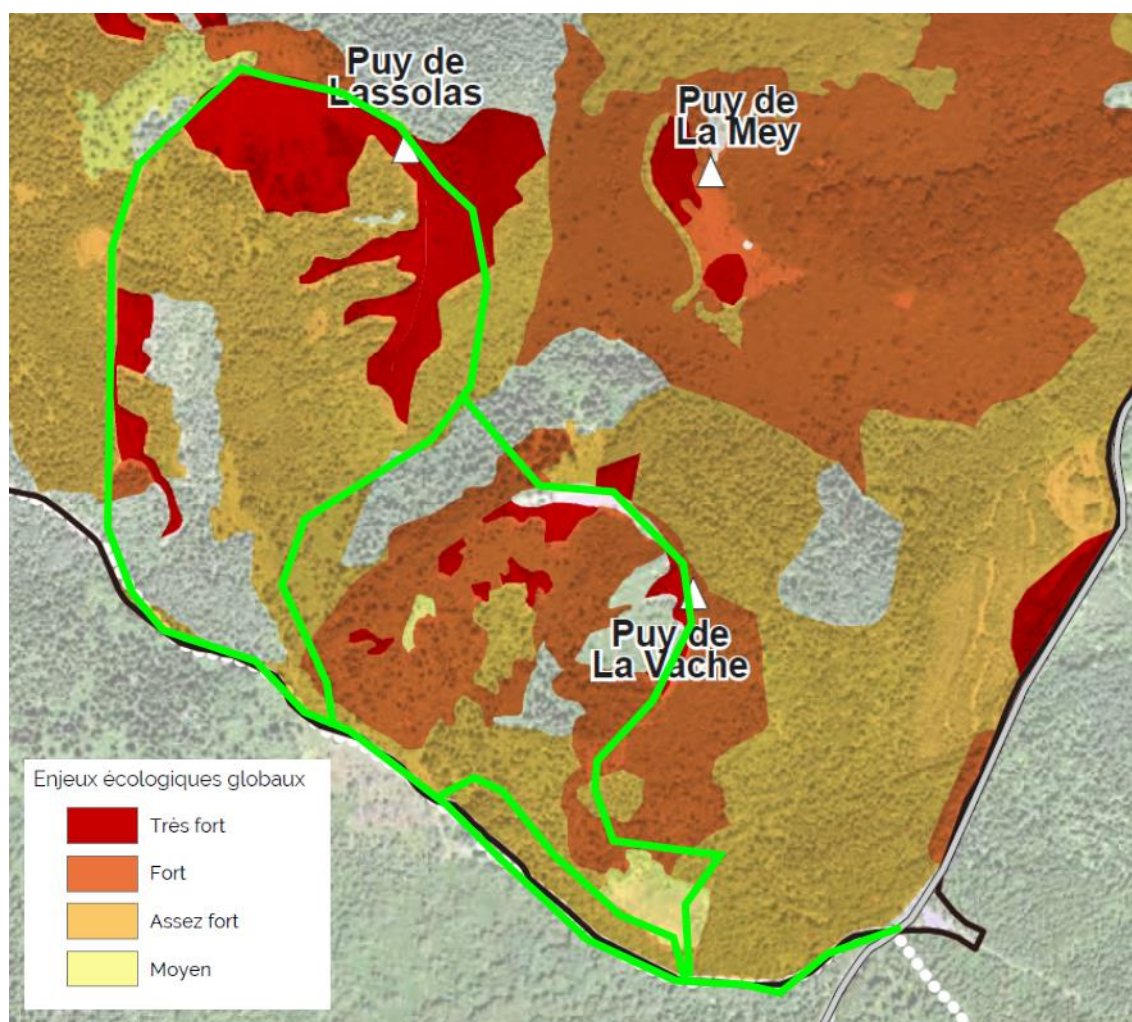 Puy de
Lassolas
Puy de
La Mey
Puy de
La Vache
Enjeux écologiques globaux
Très fort
Fort
Assez fort
Moyen